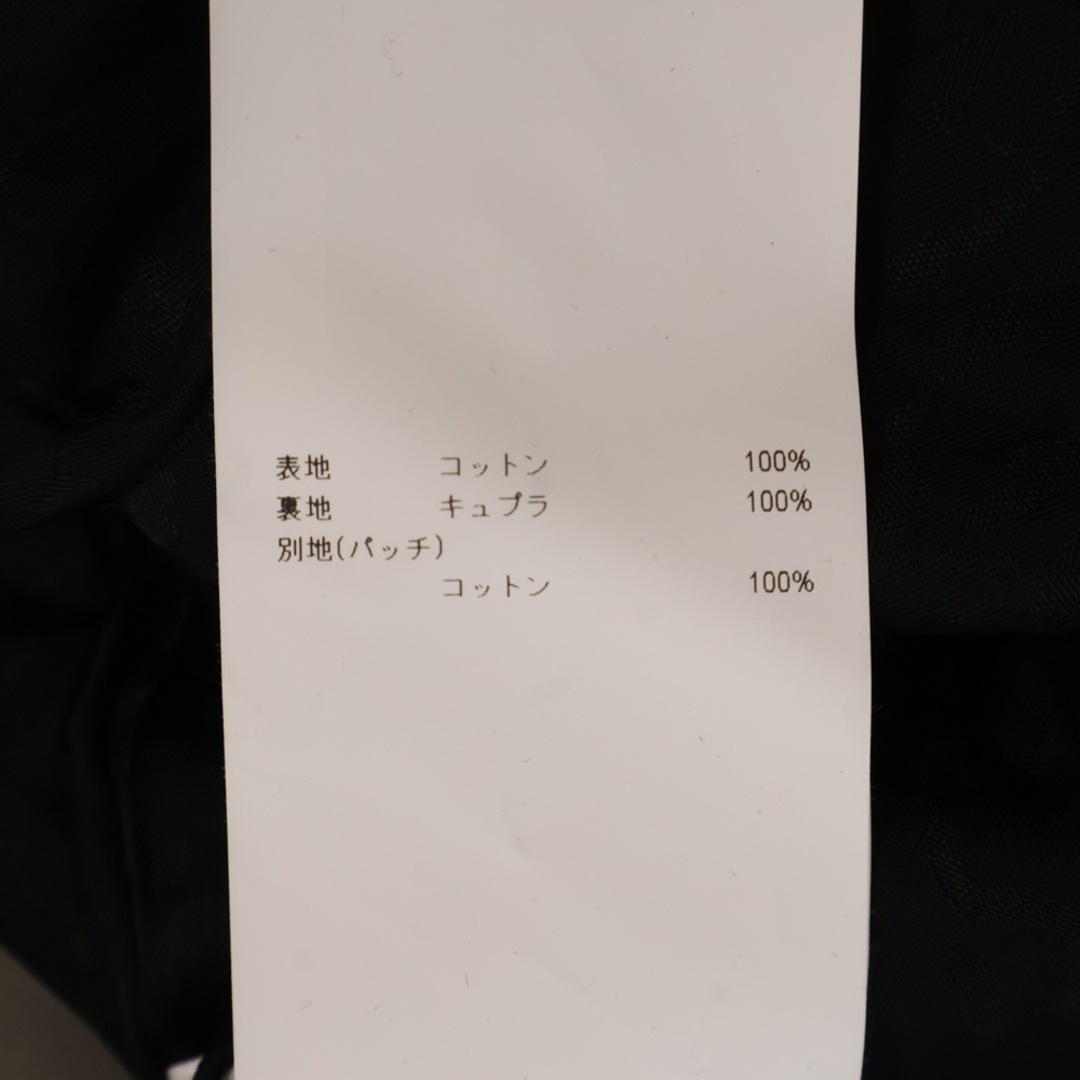 表地 コットン 100%
裏地 キュプラ 100%
別地(パッチ)
コットン 100%